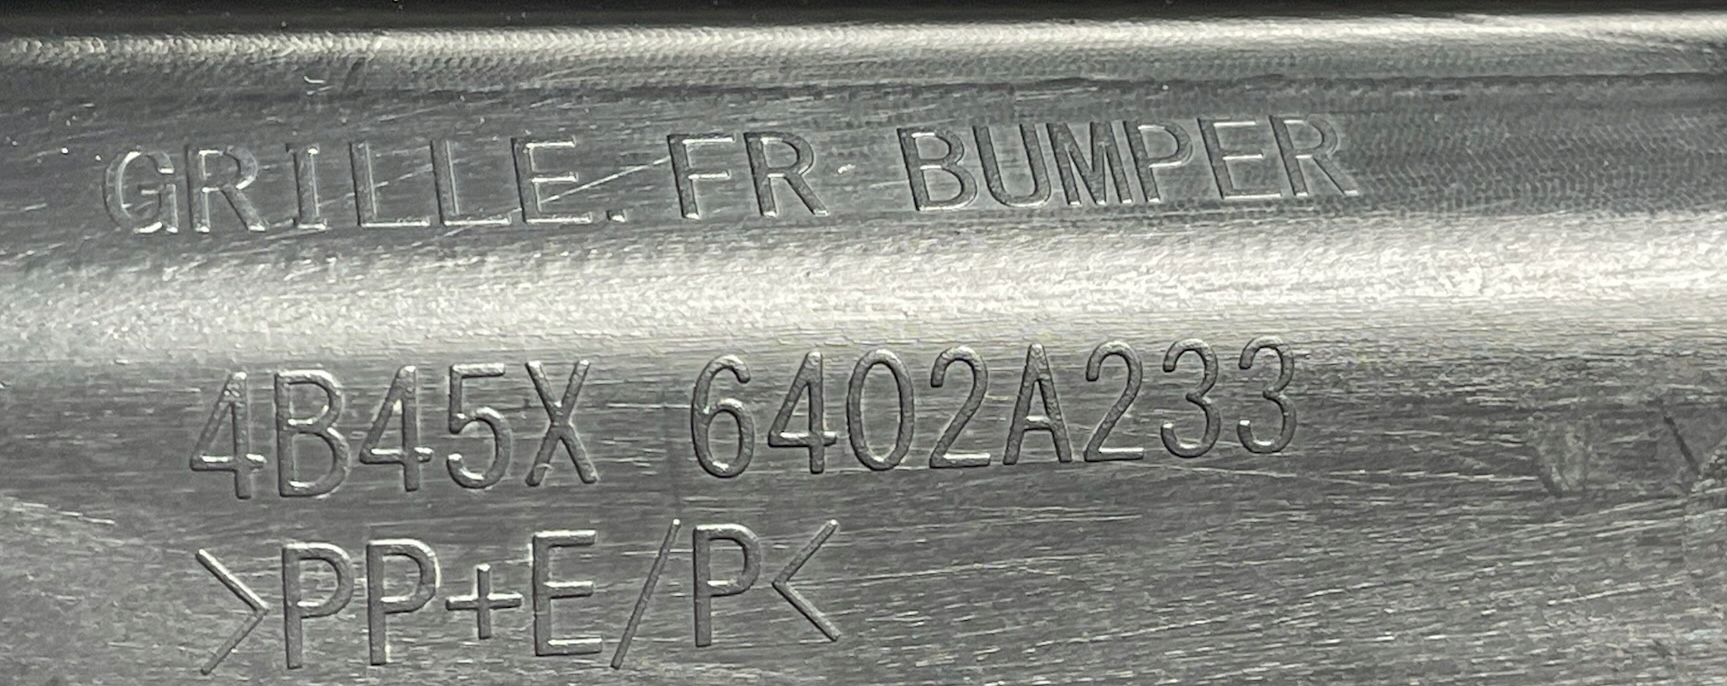 GRILLE.FR BUMPER
4B45X 6402A233
>PP+E/P<